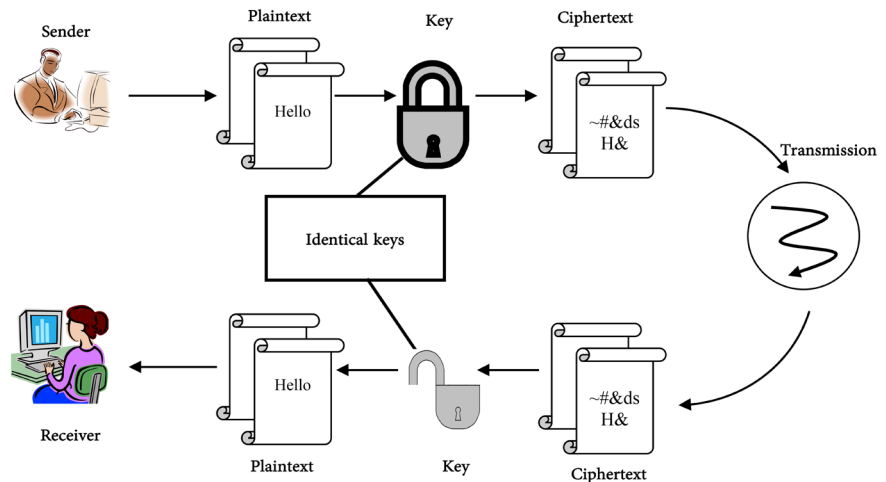 Sender
Plaintext
Key
Ciphertext
Hello
~#&ds
H&
Transmission
Identical keys
Hello
~#&ds
H&
Receiver
Plaintext
Key
Ciphertext